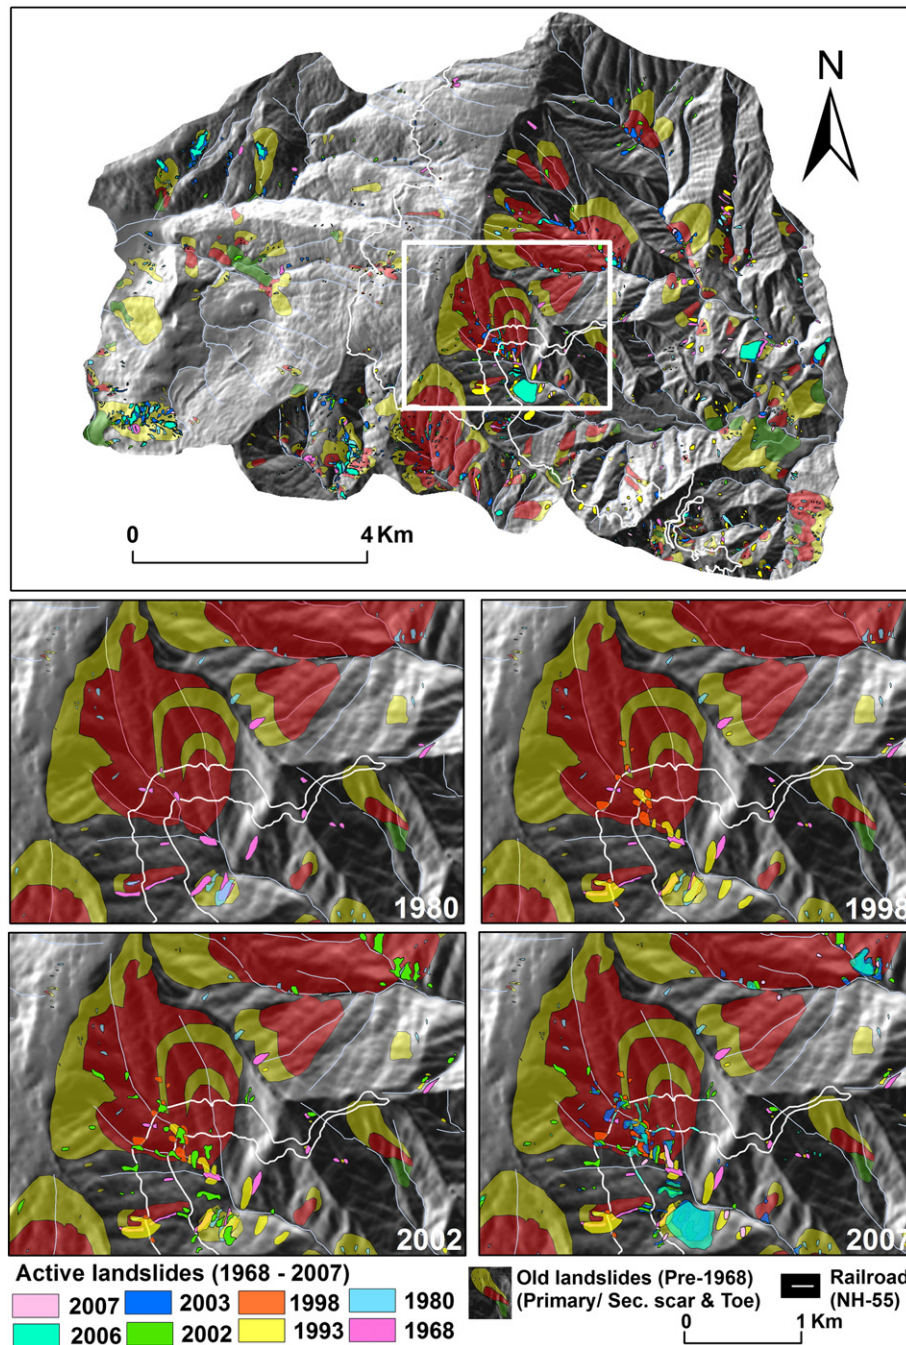 N
0 4 Km
1980
1998
2002
2007
Active landslides (1968 - 2007)
2007 2003 1998 1980
2006 2002 1993 1968
Old landslides (Pre-1968)
(Primary/ Sec. scar & Toe)
Railroad
(NH-55)
0 1 Km